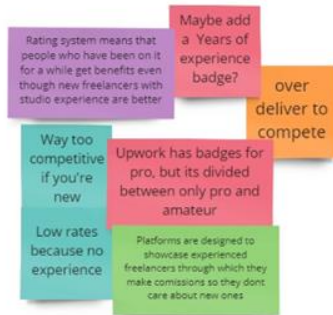 Rating system means that
people who have been on it
for a while get benefits even
though new freelancers with
studio experience are better
Maybe add
a Years of
experience
badge?
over
deliver to
compete
Way too
competitive
if you're
new
Upwork has badges for
pro, but its divided
between only pro and
amateur
Low rates
because no
experience
Platforms are designed to
showcase experienced
freelancers through which they
make comissions so they dont
care about new ones